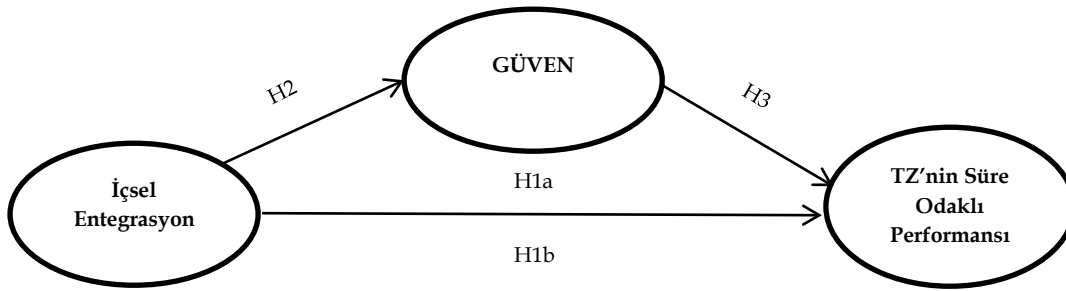 GÜVEN
H2
H3
İçsel
Entegrasyon
H1a
H1b
TZ’nin Süre
Odaklı
Performansı